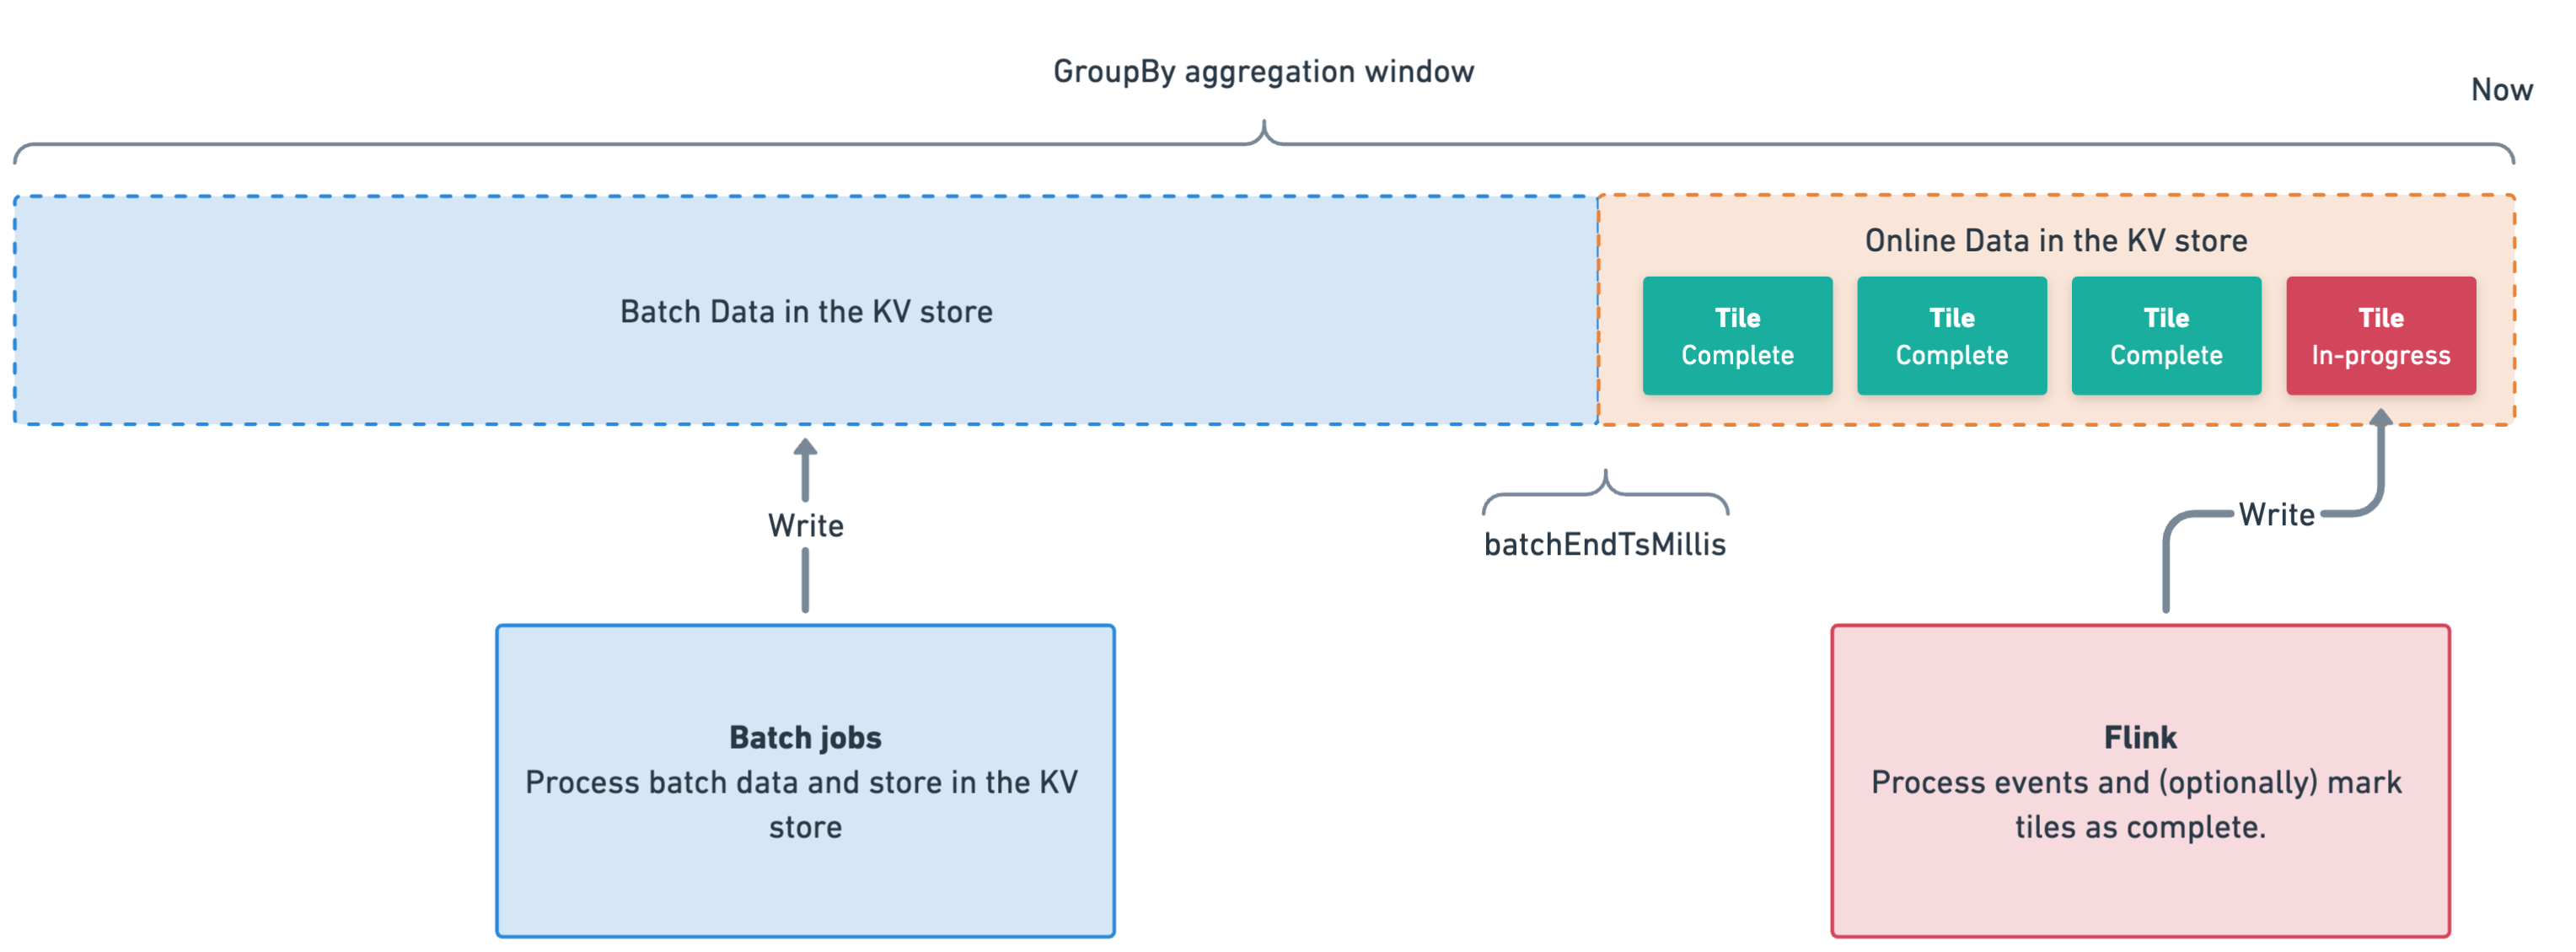 GroupBy aggregation window
Now
Batch Data in the KV store
Online Data in the KV store
Tile
Complete
Tile
Complete
Tile
Complete
Tile
In-progress
Write
batchEndTsMillis
Write
Batch jobs
Process batch data and store in the KV
store
Flink
Process events and (optionally) mark
tiles as complete.